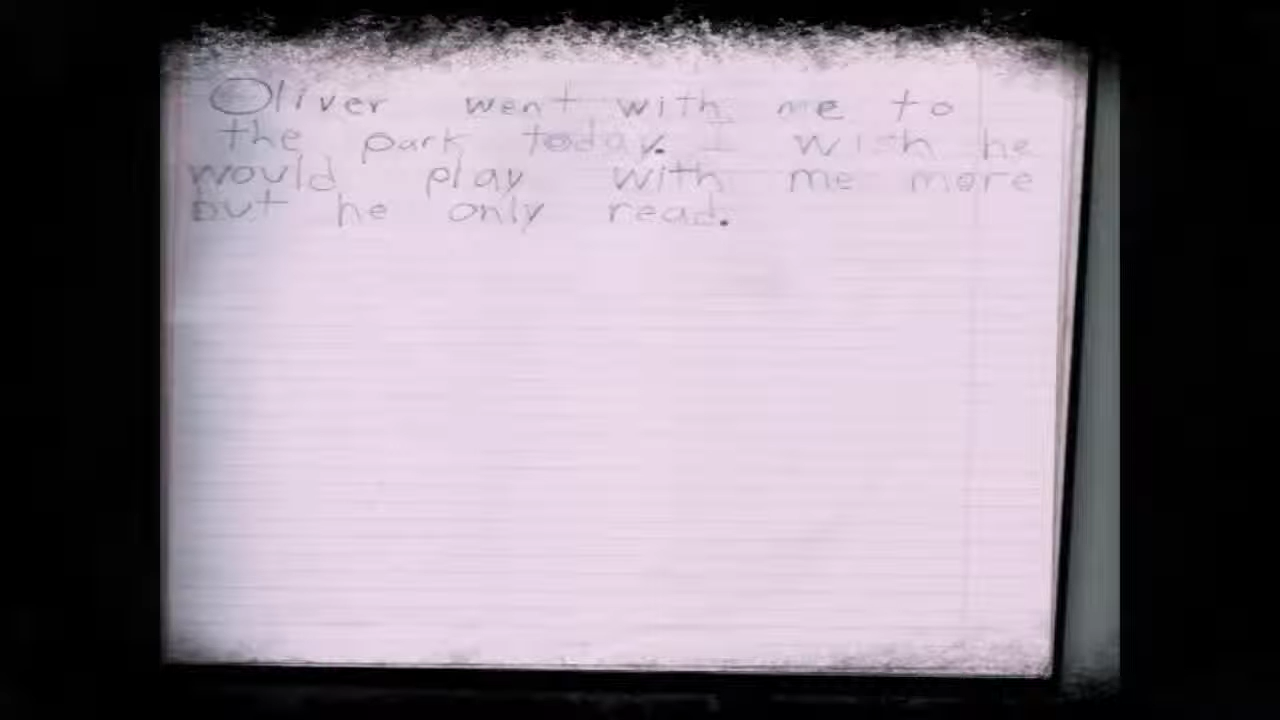 Oliver went with me to
the park today. I wish he
would play with me more
but he only read.